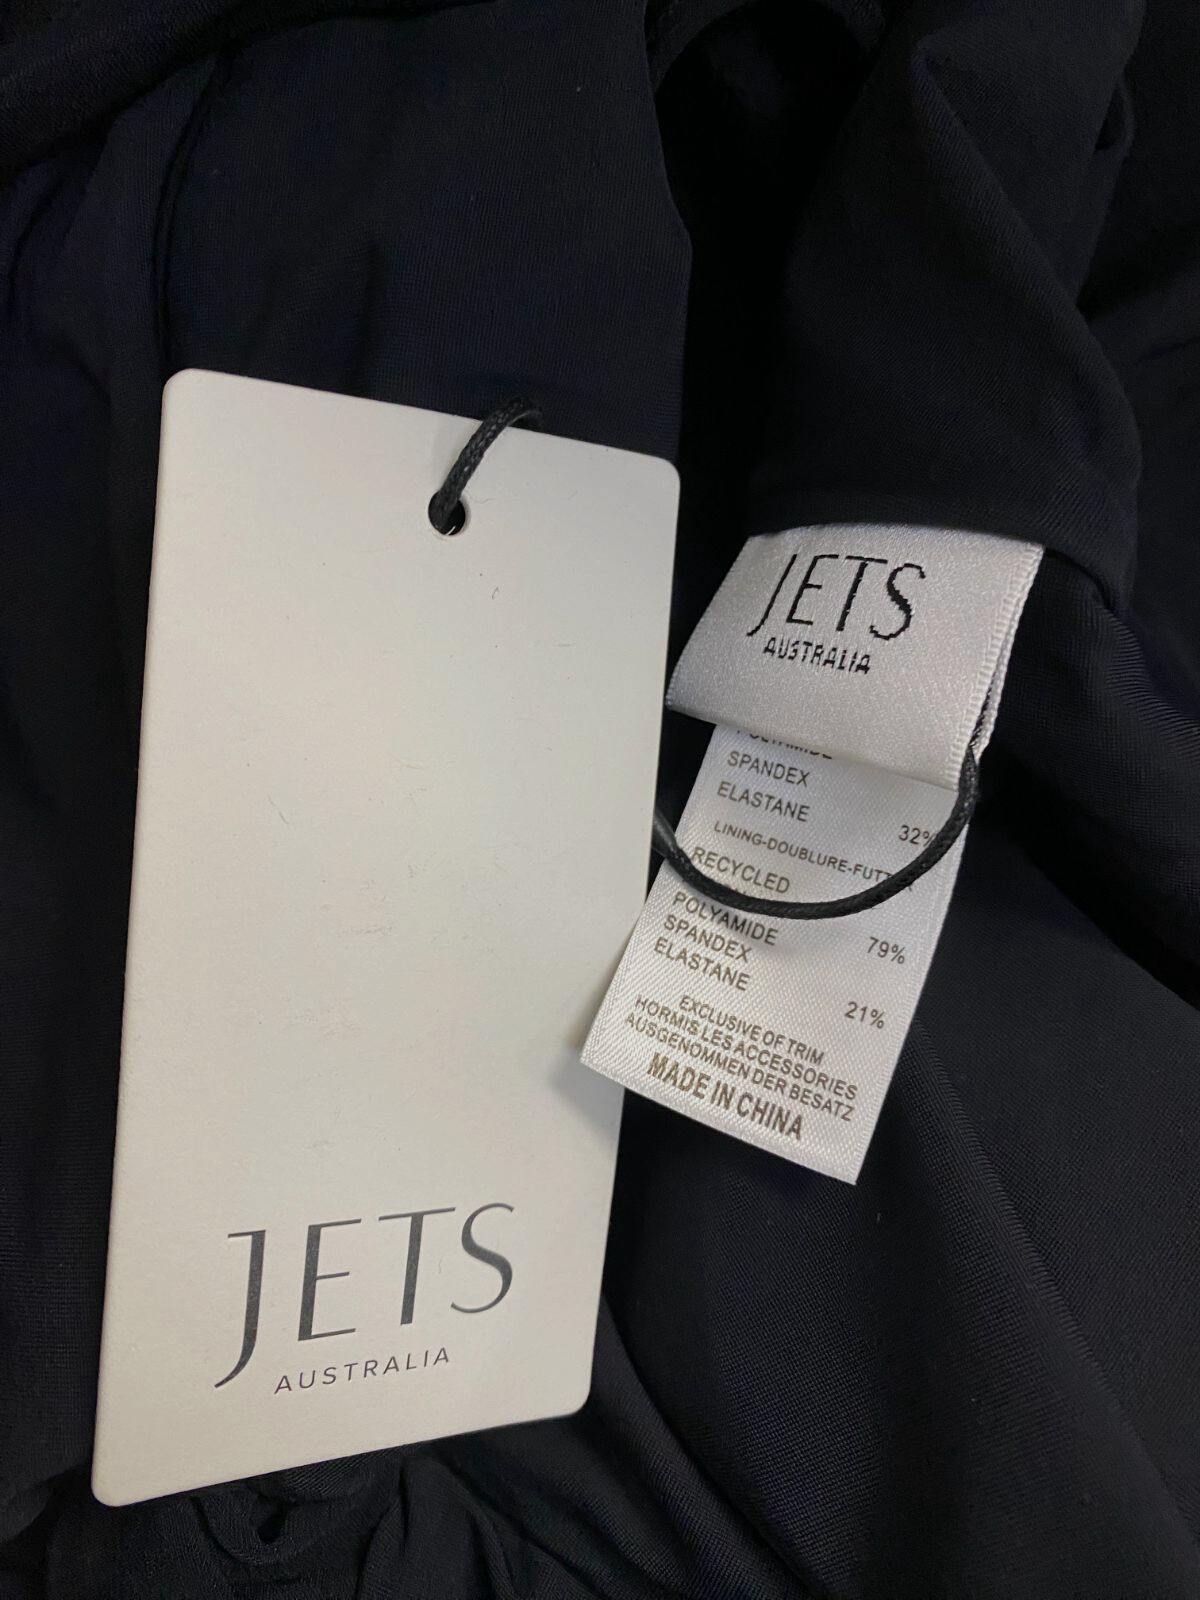 JETS
AUSTRALIA
POLYAMIDE
SPANDEX
ELASTANE
32%
LINING-DOUBLURE-FUTTER
RECYCLED
POLYAMIDE
79%
SPANDEX
ELASTANE
21%
EXCLUSIVE OF TRIM
HORMIS LES ACCESSORIES
AUSGENOMMEN DER BESATZ
MADE IN CHINA
JETS
AUSTRALIA